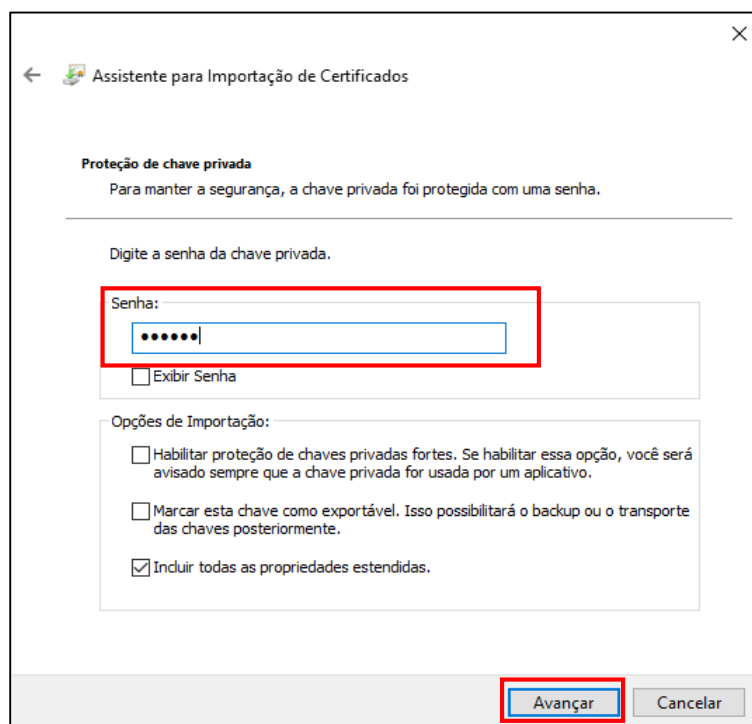 Assistente para Importação de Certificados
Proteção de chave privada
Para manter a segurança, a chave privada foi protegida com uma senha.
Digite a senha da chave privada.
Senha:
••••••
Exibir Senha
Opções de Importação:
Habilitar proteção de chaves privadas fortes. Se habilitar essa opção, você será
avisado sempre que a chave privada for usada por um aplicativo.
Marcar esta chave como exportável. Isso possibilitará o backup ou o transporte
das chaves posteriormente.
Incluir todas as propriedades estendidas.
Avançar
Cancelar